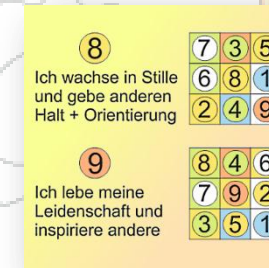 8
Ich wachse in Stille
und gebe anderen
Halt + Orientierung
7 3 5
6 8 1
2 4 9
9
Ich lebe meine
Leidenschaft und
inspiriere andere
8 4 6
7 9 2
3 5 1